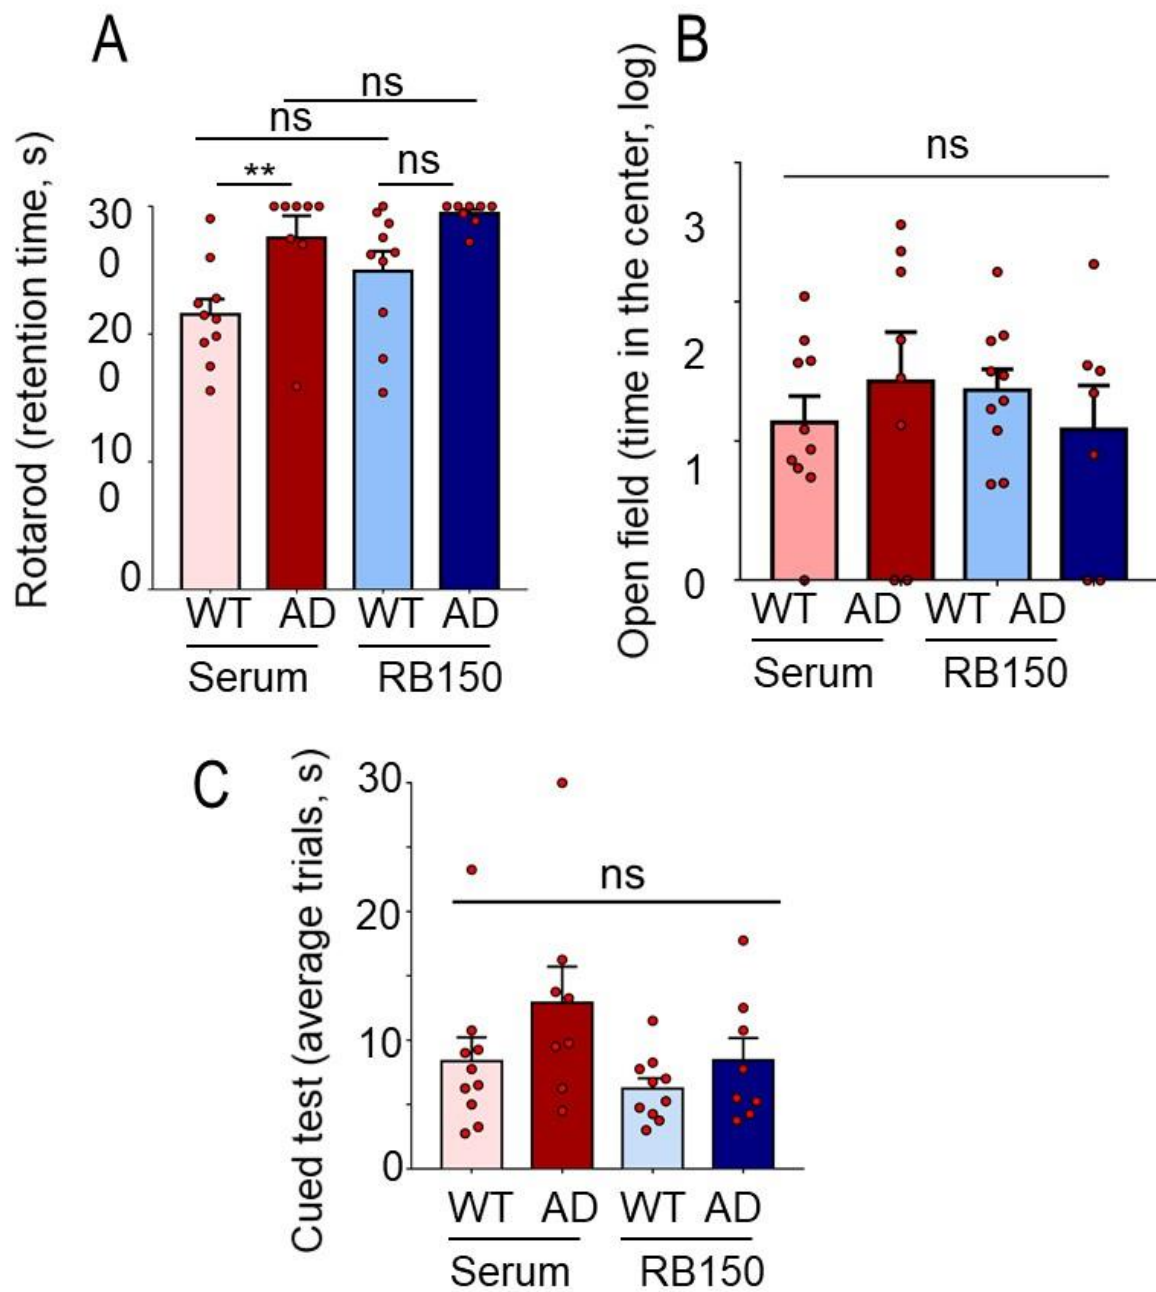 A
Rotarod (retention time, s)
ns
ns
**
ns
30
0
20
0
10
0
0
WT AD WT AD
Serum RB150
B
Open field (time in the center, log)
ns
3
2
1
0
WT AD WT AD
Serum RB150
C
Cued test (average trials, s)
ns
30
20
10
0
WT AD WT AD
Serum RB150